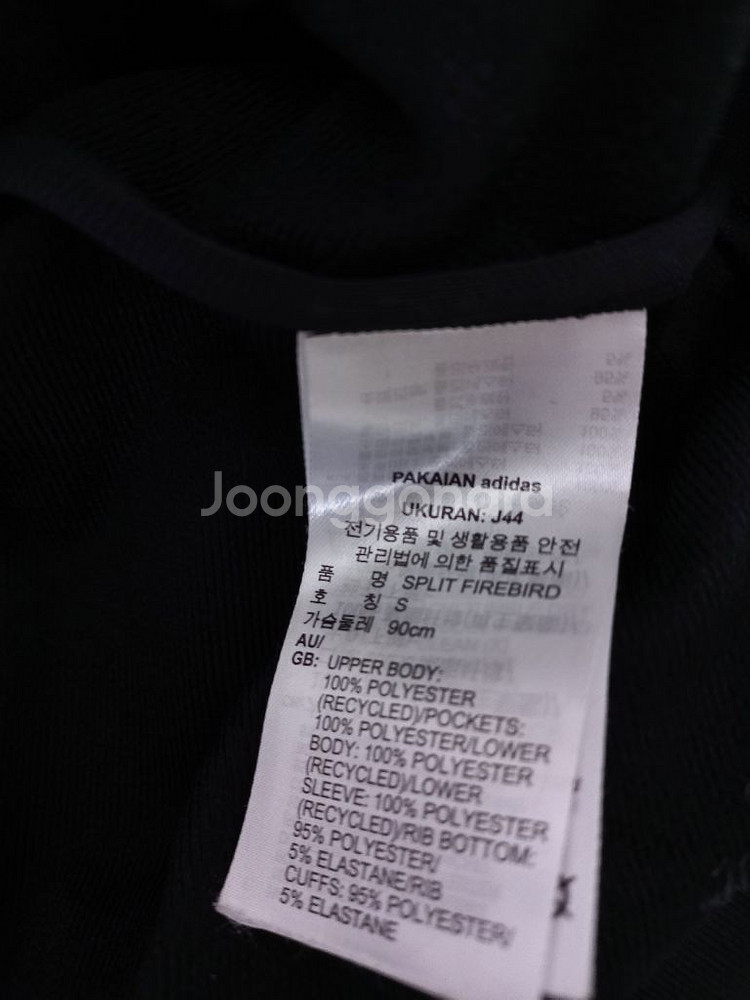 Joonggonara
PAKAIAN adidas
UKURAN: J44
전기용품 및 생활용품 안전
관리법에 의한 품질표시
품 명 SPLIT FIREBIRD
호 칭 S
가슴둘레 90cm
AU/
GB: UPPER BODY:
100% POLYESTER
(RECYCLED)/POCKETS:
100% POLYESTER/LOWER
BODY: 100% POLYESTER
(RECYCLED)/LOWER
SLEEVE: 100% POLYESTER
(RECYCLED)/RIB BOTTOM:
95% POLYESTER/
5% ELASTANE/RIB
CUFFS: 95% POLYESTER/
5% ELASTANE